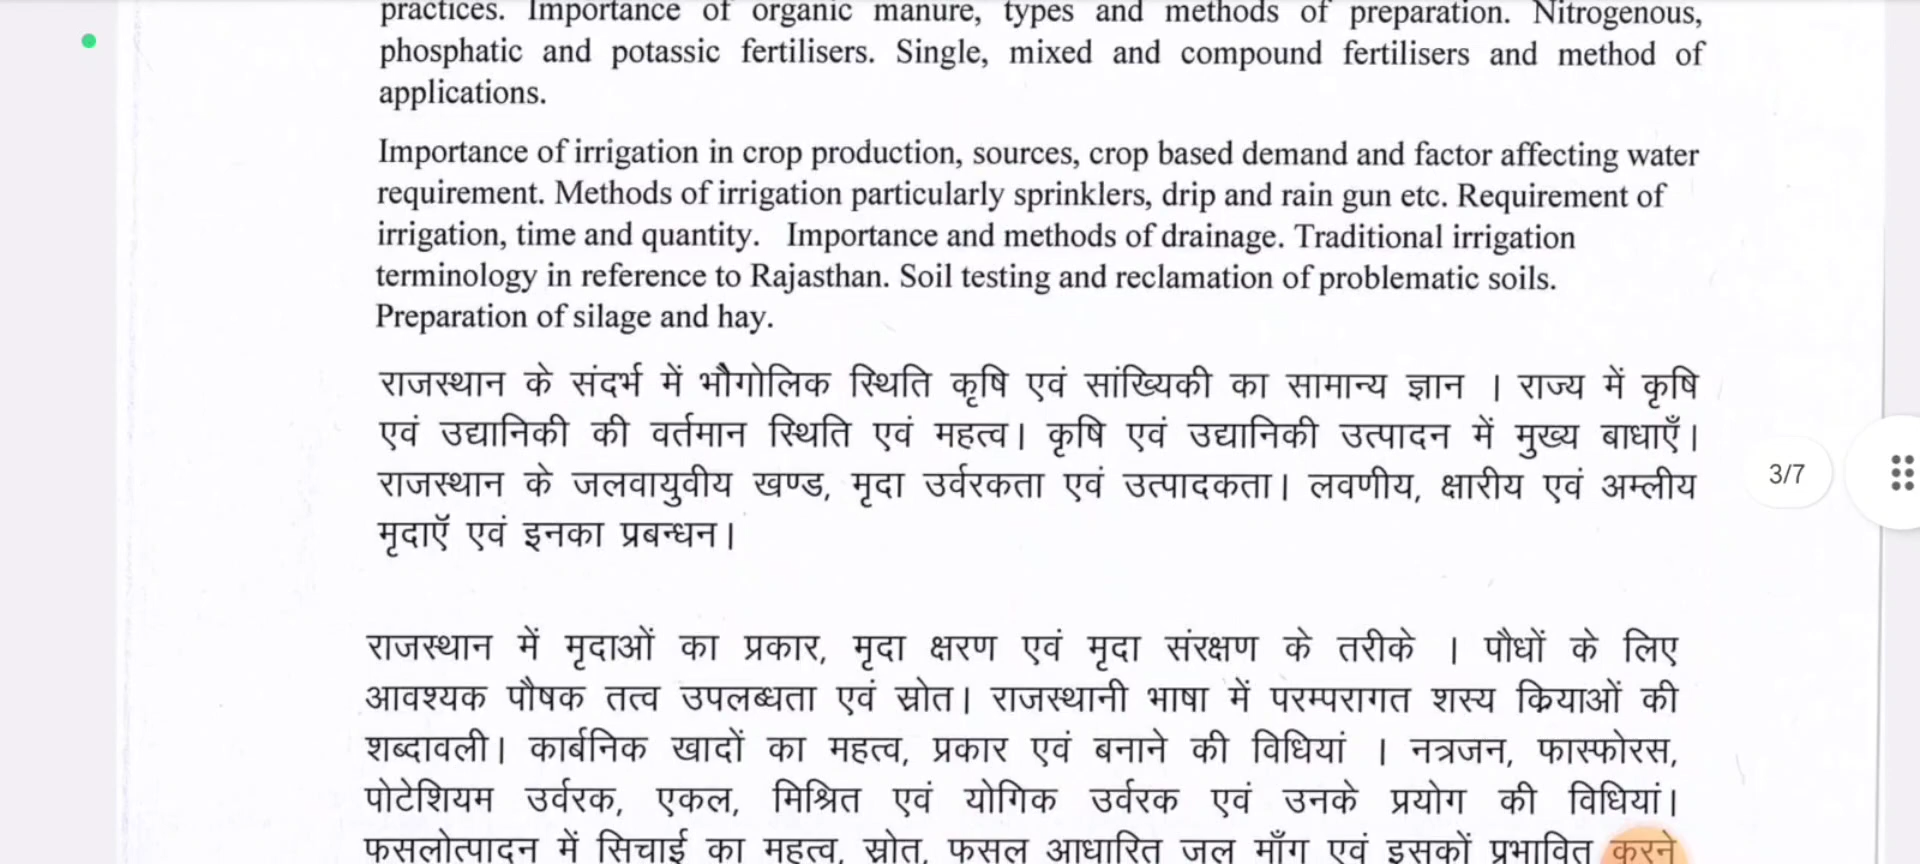 practices. Importance of organic manure, types and methods of preparation. Nitrogenous,
phosphatic and potassic fertilisers. Single, mixed and compound fertilisers and method of
applications.
Importance of irrigation in crop production, sources, crop based demand and factor affecting water
requirement. Methods of irrigation particularly sprinklers, drip and rain gun etc. Requirement of
irrigation, time and quantity. Importance and methods of drainage. Traditional irrigation
terminology in reference to Rajasthan. Soil testing and reclamation of problematic soils.
Preparation of silage and hay.
राजस्थान के संदर्भ में भौगोलिक स्थिति कृषि एवं सांख्यिकी का सामान्य ज्ञान । राज्य में कृषि
एवं उद्यानिकी की वर्तमान स्थिति एवं महत्व। कृषि एवं उद्यानिकी उत्पादन में मुख्य बाधाएँ।
राजस्थान के जलवायुवीय खण्ड, मृदा उर्वरकता एवं उत्पादकता। लवणीय, क्षारीय एवं अम्लीय
मृदाऍ एवं इनका प्रबन्धन।
3/7
राजस्थान में मृदाओं का प्रकार, मृदा क्षरण एवं मृदा संरक्षण के तरीके । पौधों के लिए
आवश्यक पौषक तत्व उपलब्धता एवं स्रोत। राजस्थानी भाषा में परम्परागत शस्य कियाओं की
शब्दावली। कार्बनिक खादों का महत्व, प्रकार एवं बनाने की विधियां । नत्रजन, फास्फोरस,
पोटेशियम उर्वरक, एकल, मिश्रित एवं योगिक उर्वरक एवं उनके प्रयोग की विधियां।
फसलोत्पादन में सिचाई का महत्व, स्रोत, फसल आधारित जल माँग एवं इसकों प्रभावित करने